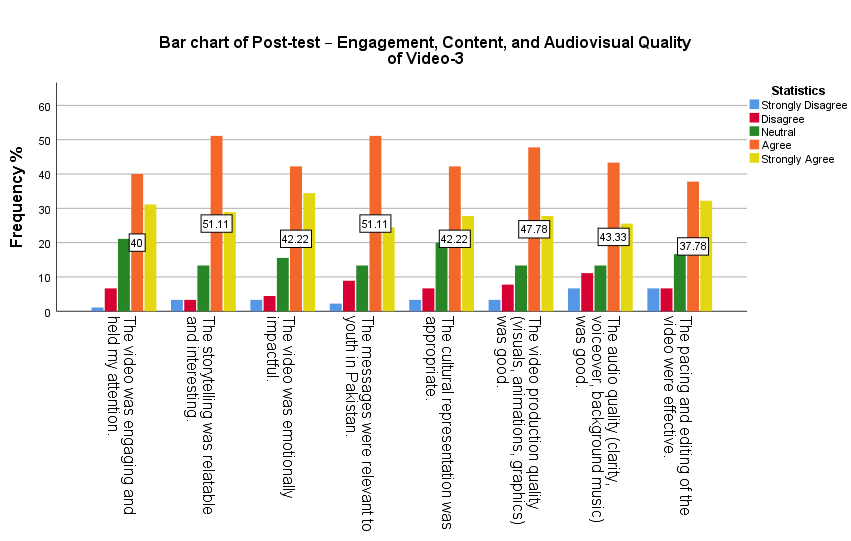 Bar chart of Post-test – Engagement, Content, and Audiovisual Quality
of Video-3
Statistics
Strongly Disagree
Disagree
Neutral
Agree
Strongly Agree
Frequency %
60
50
40
30
20
10
0
40
51.11
42.22
51.11
42.22
47.78
43.33
37.78
The video was engaging and
held my attention.
The storytelling was relatable
and interesting.
The video was emotionally
impactful.
The messages were relevant to
youth in Pakistan.
The cultural representation was
appropriate.
The video production quality
(visuals, animations, graphics)
was good.
The audio quality (clarity,
voiceover, background music)
was good.
The pacing and editing of the
video were effective.